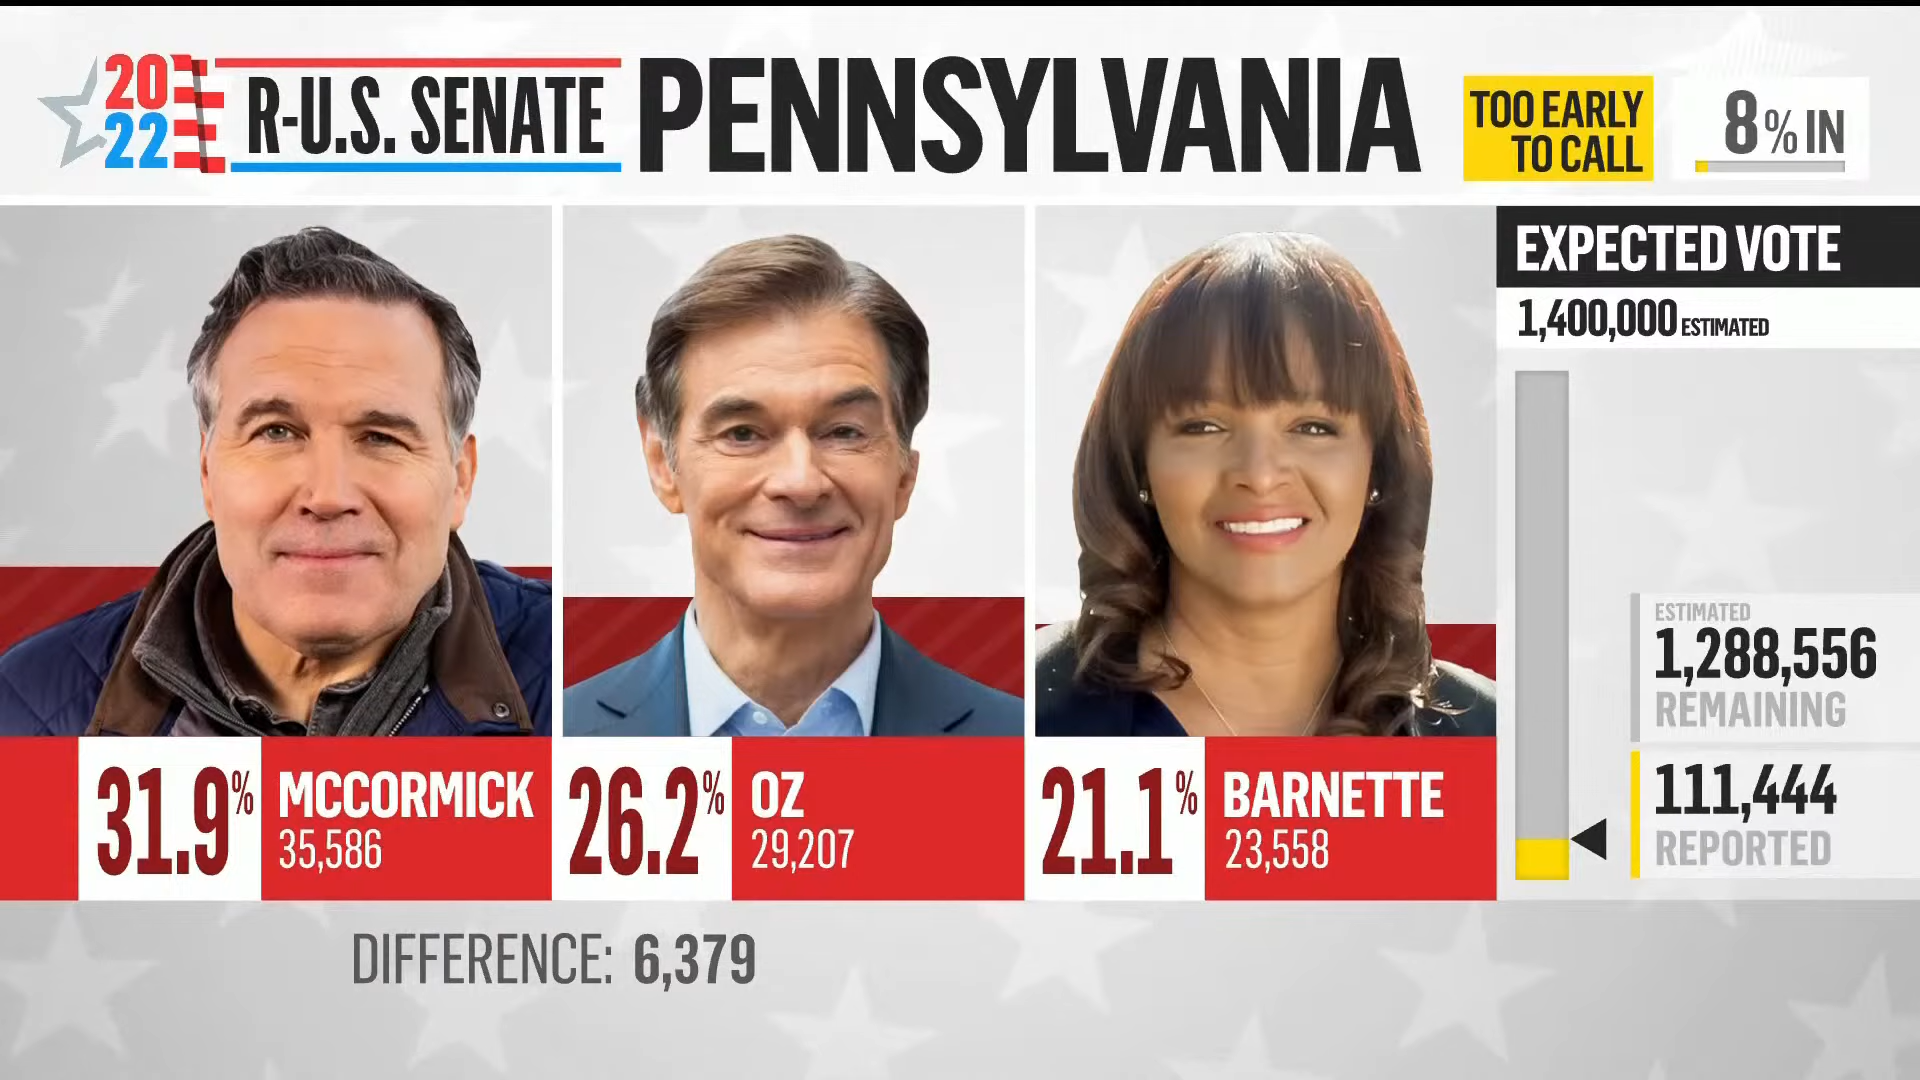 2022
R-U.S. SENATE
PENNSYLVANIA
TOO EARLY
TO CALL
8% IN
EXPECTED VOTE
1,400,000 ESTIMATED
ESTIMATED
1,288,556
REMAINING
111,444
REPORTED
31.9%
MCCORMICK
35,586
26.2%
OZ
29,207
21.1%
BARNETTE
23,558
DIFFERENCE: 6,379